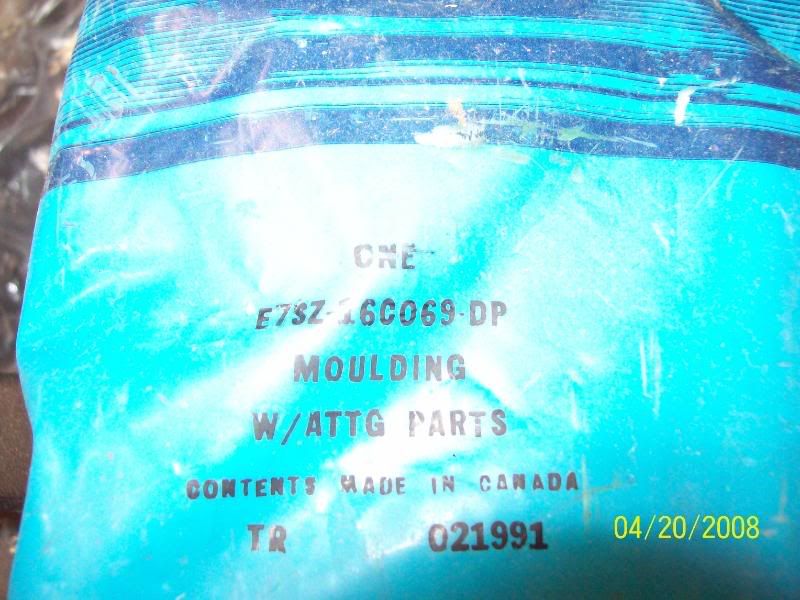 ONE
E7SZ-16C069-DP
MOULDING
W/ATTG PARTS
CONTENTS MADE IN CANADA
TR 021991
04/20/2008